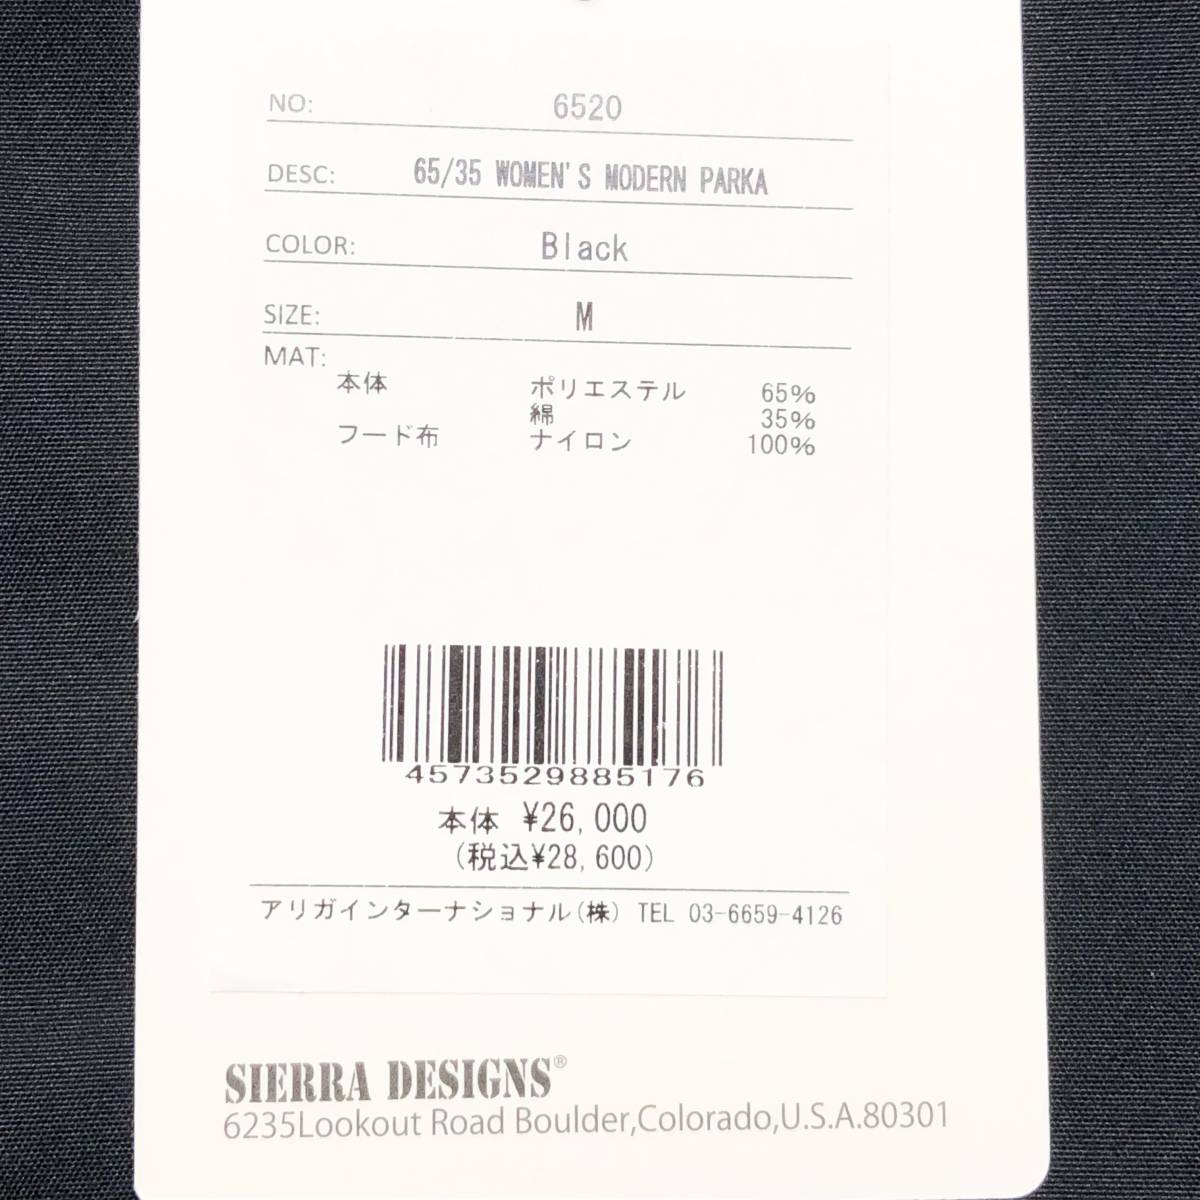 NO: 6520
DESC: 65/35 WOMEN'S MODERN PARKA
COLOR: Black
SIZE: M
MAT:
本体 ポリエステル 65%
綿 35%
フード布 ナイロン 100%
4573529885176
本体 ¥26,000
(税込¥28,600)
アリガインターナショナル(株) TEL 03-6659-4126
SIERRA DESIGNS®
6235Lookout Road Boulder,Colorado,U.S.A.80301